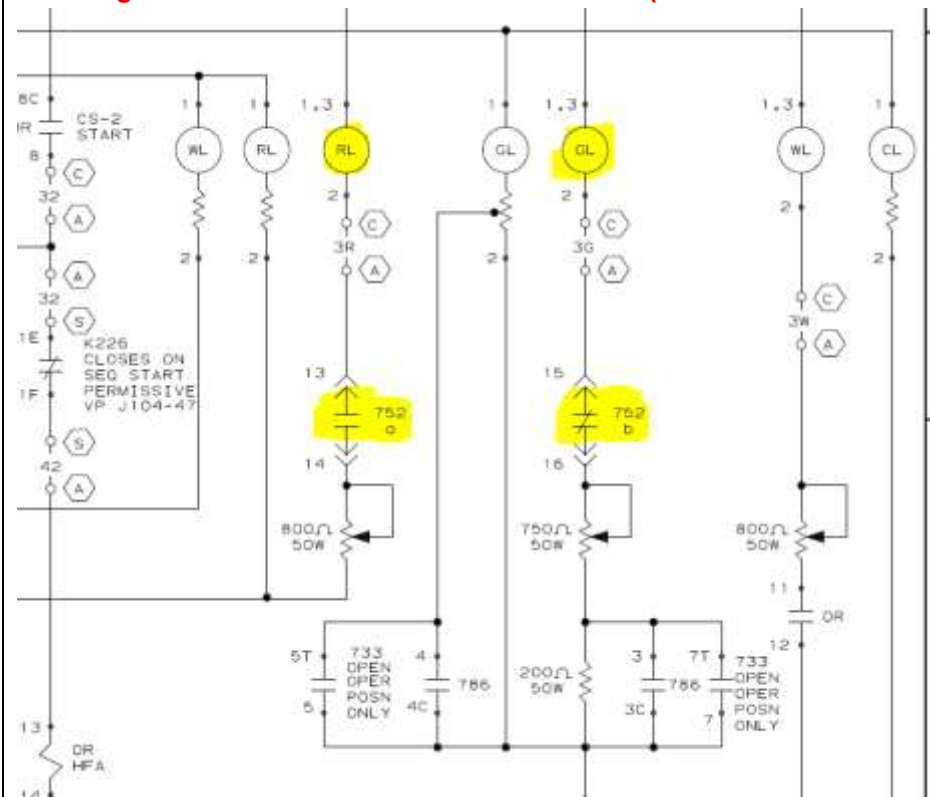 8C
CS-2
START
8
C
32
A
A
32
S
1E
K226
CLOSES ON
SEQ START
PERMISSIVE
VP J104-47
1F
S
42
A
13
OR
HFA
14
1
WL
2
1
RL
2
1,3
RL
2
C
3R
A
13
752
a
14
800Ω
50W
1
GL
2
1,3
GL
2
C
3G
A
15
752
b
16
750Ω
50W
1,3
WL
2
C
3W
A
800Ω
50W
11
OR
12
1
CL
2
5T
733
OPEN
OPER
POSN
ONLY
5
4
786
4C
200Ω
50W
3
786
3C
7T
733
OPEN
OPER
POSN
ONLY
7